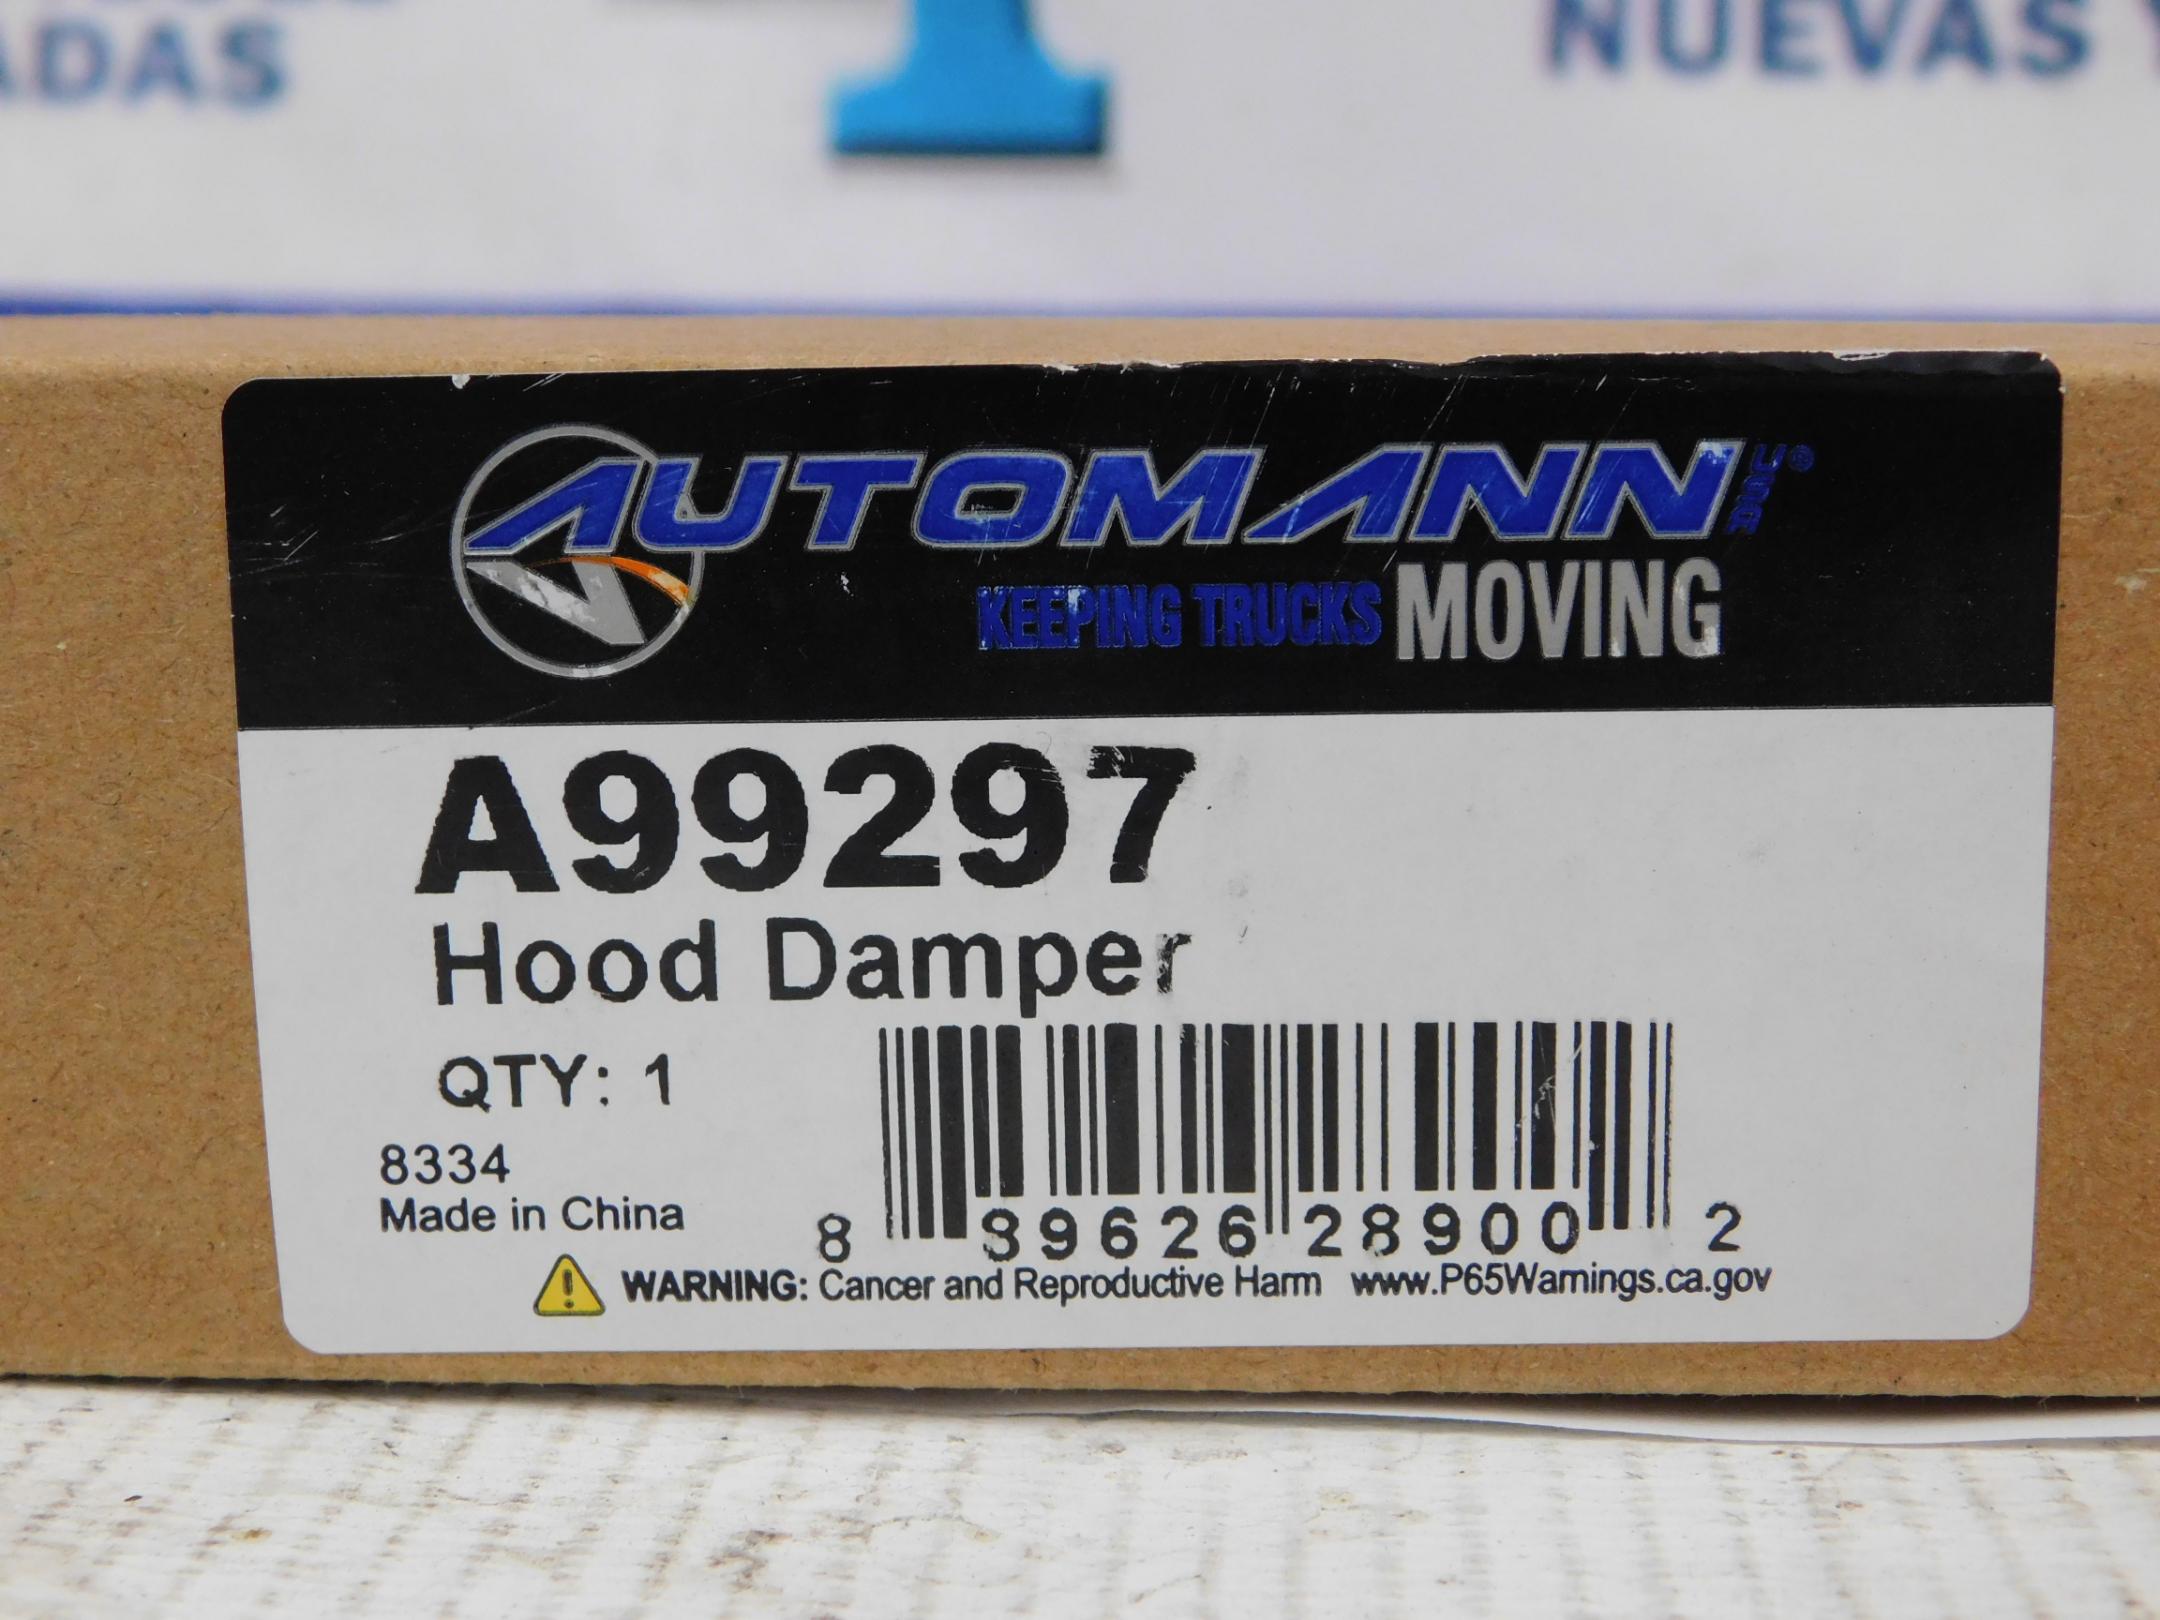 ADAS
NUEVAS Y
AUTOMANN INC®
KEEPING TRUCKS MOVING
A99297
Hood Damper
QTY: 1
8334
Made in China
8 39626 28900 2
WARNING: Cancer and Reproductive Harm www.P65Warnings.ca.gov